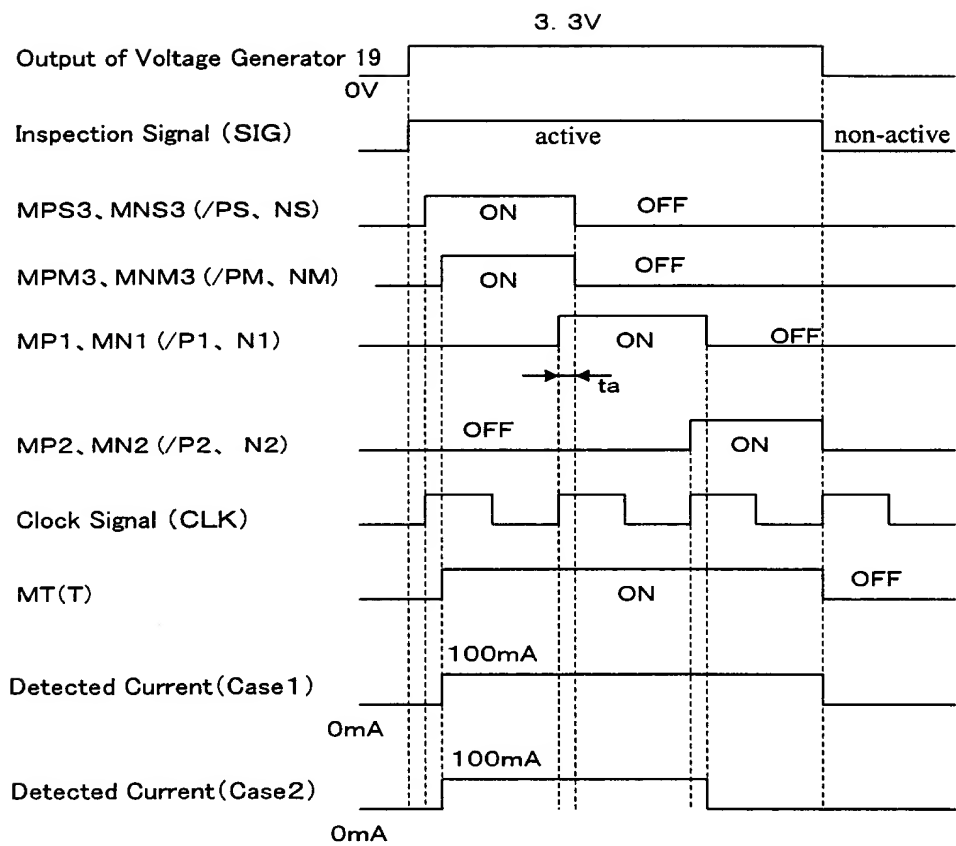 3. 3V
Output of Voltage Generator 19
0V
Inspection Signal (SIG)
active
non-active
MPS3、MNS3 (/PS、 NS)
ON
OFF
MPM3、MNM3 (/PM、 NM)
ON
OFF
MP1、MN1 (/P1、 N1)
ON
OFF
ta
MP2、MN2 (/P2、 N2)
OFF
ON
Clock Signal (CLK)
MT(T)
ON
OFF
100mA
Detected Current(Case1)
0mA
100mA
Detected Current(Case2)
0mA